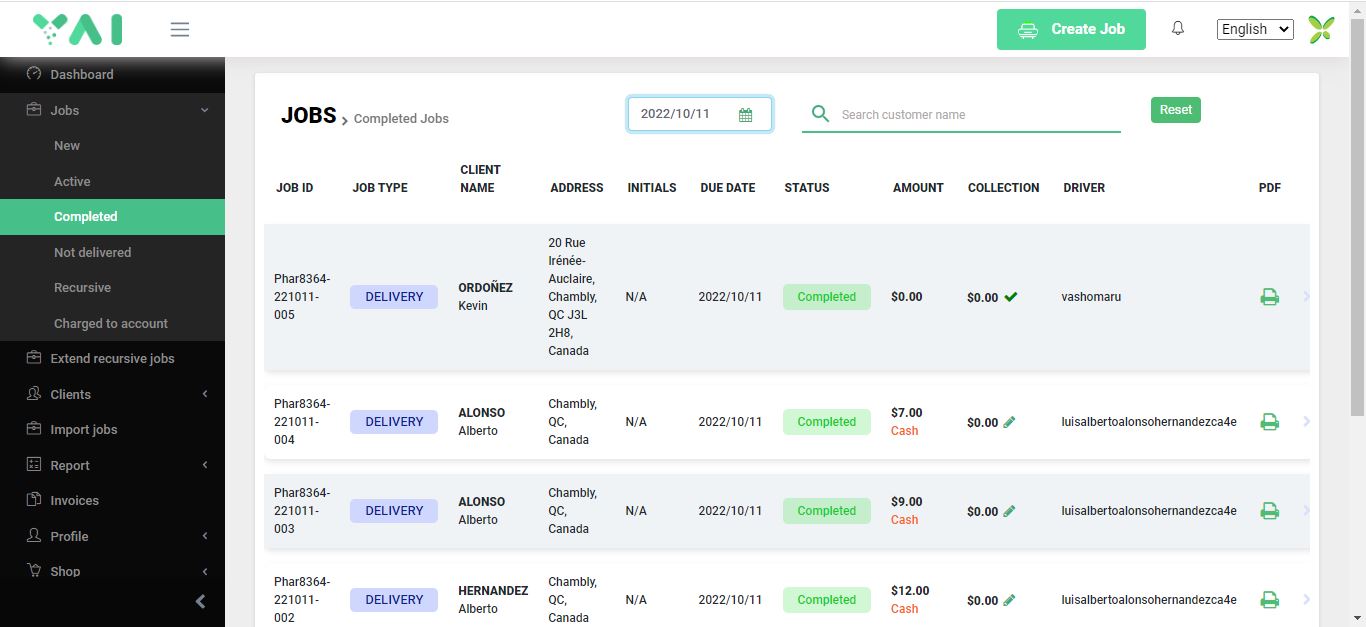 YAI
Create Job
English
Dashboard
Jobs
New
Active
Completed
Not delivered
Recursive
Charged to account
Extend recursive jobs
Clients
Import jobs
Report
Invoices
Profile
Shop
JOBS > Completed Jobs
2022/10/11
Search customer name
Reset
JOB ID JOB TYPE CLIENT NAME ADDRESS INITIALS DUE DATE STATUS AMOUNT COLLECTION DRIVER PDF
Phar8364-
221011-
005
DELIVERY
ORDOÑEZ
Kevin
20 Rue
Irénée-
Auclaire,
Chambly,
QC J3L
2H8,
Canada
N/A
2022/10/11
Completed
$0.00
$0.00
vashomaru
Phar8364-
221011-
004
DELIVERY
ALONSO
Alberto
Chambly,
QC,
Canada
N/A
2022/10/11
Completed
$7.00
Cash
$0.00
luisalbertoalonsohernandezca4e
Phar8364-
221011-
003
DELIVERY
ALONSO
Alberto
Chambly,
QC,
Canada
N/A
2022/10/11
Completed
$9.00
Cash
$0.00
luisalbertoalonsohernandezca4e
Phar8364-
221011-
002
DELIVERY
HERNANDEZ
Alberto
Chambly,
QC,
Canada
N/A
2022/10/11
Completed
$12.00
Cash
$0.00
luisalbertoalonsohernandezca4e